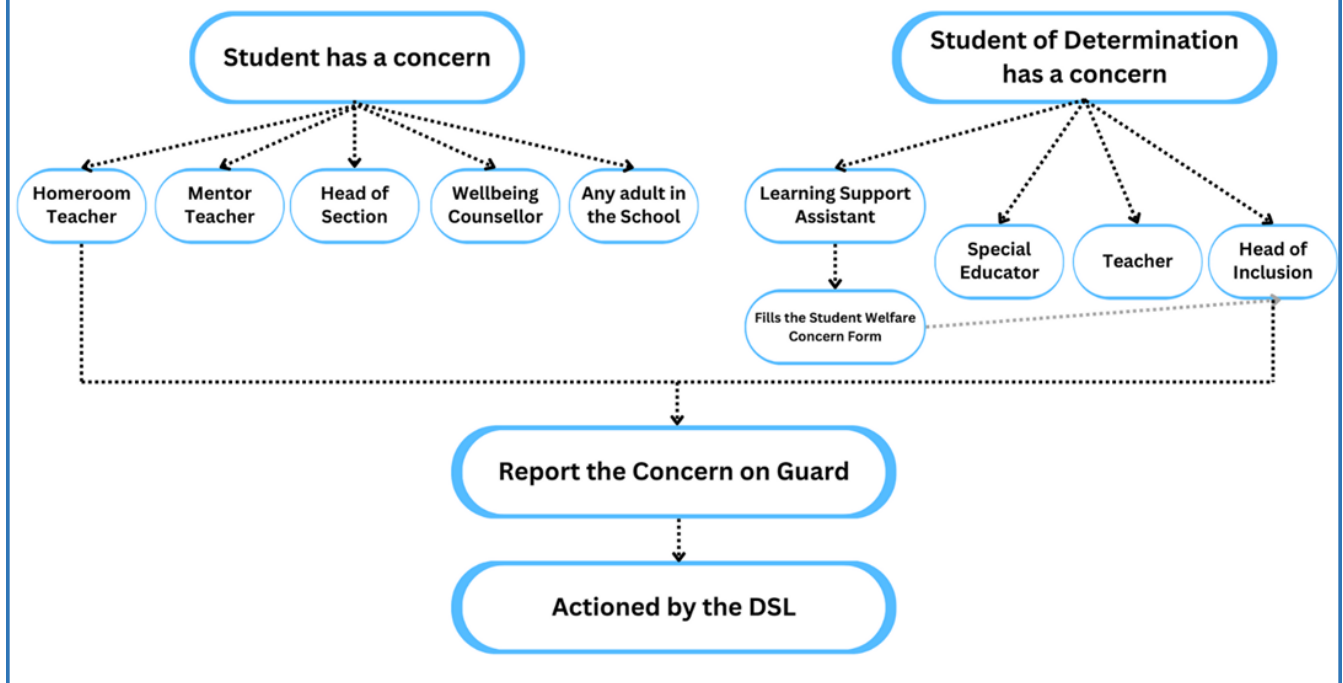 Student has a concern
Student of Determination
has a concern
Homeroom
Teacher
Mentor
Teacher
Head of
Section
Wellbeing
Counsellor
Any adult in
the School
Learning Support
Assistant
Special
Educator
Teacher
Head of
Inclusion
Fills the Student Welfare
Concern Form
Report the Concern on Guard
Actioned by the DSL